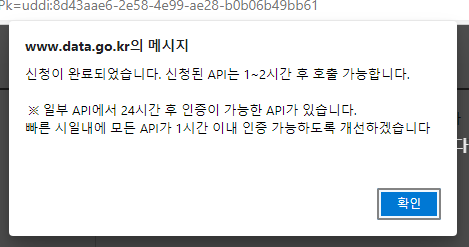 Pk=uddi:8d43aae6-2e58-4e99-ae28-b0b06b49bb61
www.data.go.kr의 메시지
신청이 완료되었습니다. 신청된 API는 1~2시간 후 호출 가능합니다.
※ 일부 API에서 24시간 후 인증이 가능한 API가 있습니다.
빠른 시일내에 모든 API가 1시간 이내 인증 가능하도록 개선하겠습니다
확인